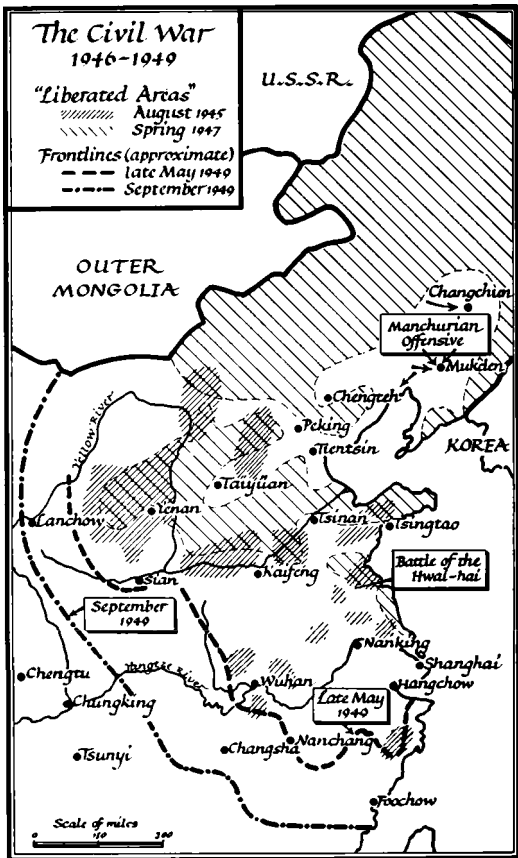 The Civil War
1946-1949
"Liberated Areas"
August 1945
Spring 1947
Frontlines (approximate)
late May 1949
September 1949
U.S.S.R.
OUTER
MONGOLIA
Changchun
Manchurian
Offensive
Mukden
Chengteh
Peking
Tientsin
KOREA
Yellow River
Taiyüan
Yenan
Lanchow
Tsinan
Tsingtao
Sian
Kaifeng
Battle of the
Hwai-hai
September
1949
Nanking
Shanghai
Hangchow
Chengtu
Chungking
Yangtse River
Wuhan
Late May
1949
Nanchang
Changsha
Tsunyi
Foochow
Scale of miles
0
300